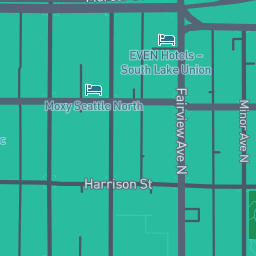 EVEN Hotels –
South Lake Union
Moxy Seattle North
Fairview Ave N
Minor Ave N
Harrison St